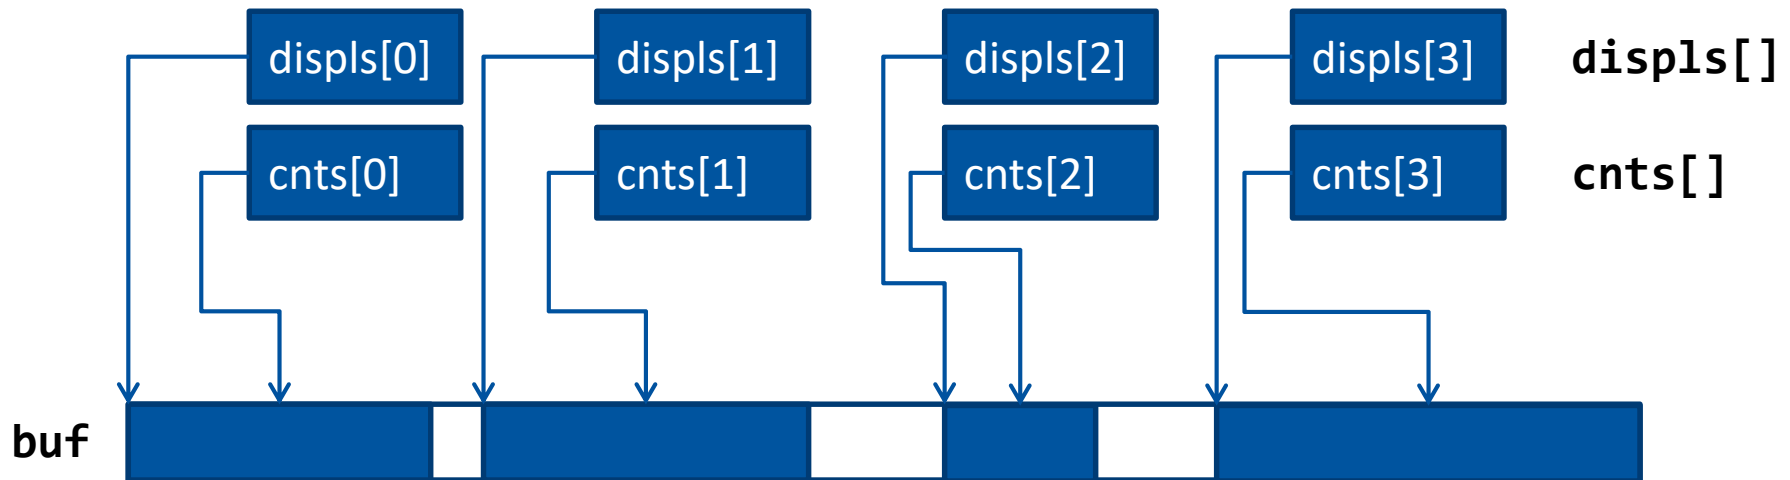 displs[0] displs[1] displs[2] displs[3] displs[]
cnts[0] cnts[1] cnts[2] cnts[3] cnts[]
buf